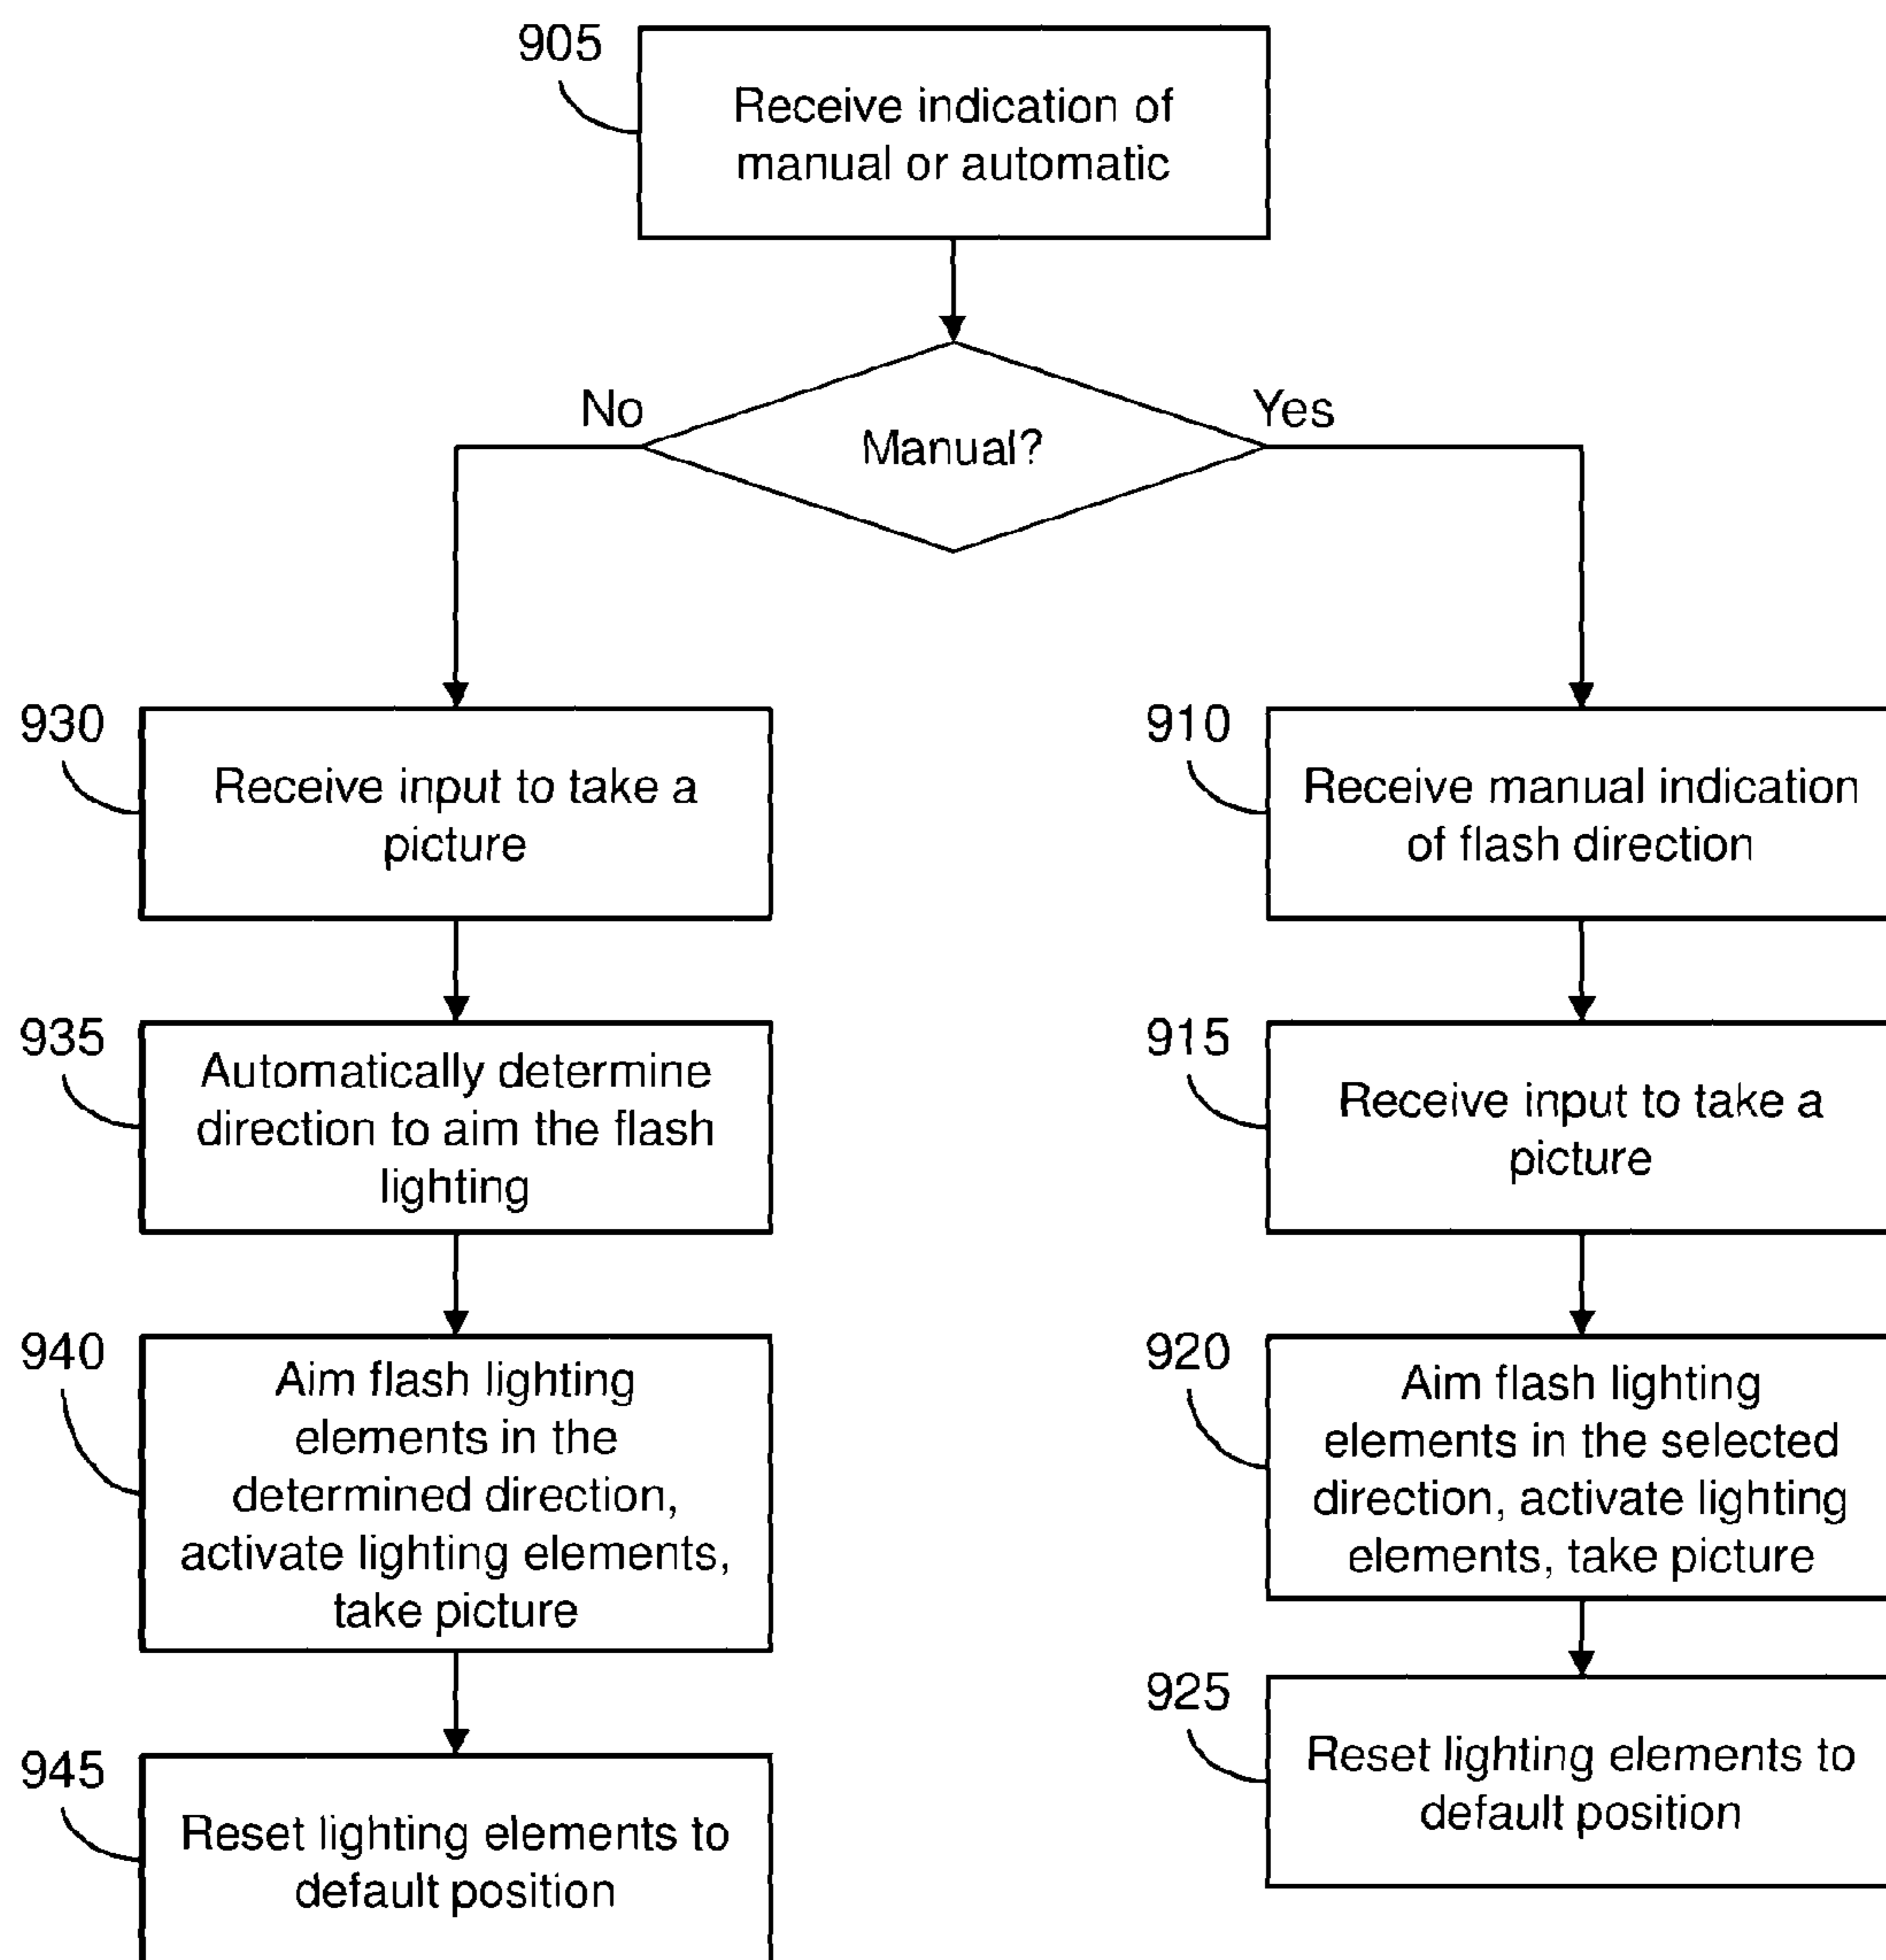 905
Receive indication of
manual or automatic
No
Manual?
Yes
930
Receive input to take a
picture
935
Automatically determine
direction to aim the flash
lighting
940
Aim flash lighting
elements in the
determined direction,
activate lighting elements,
take picture
945
Reset lighting elements to
default position
910
Receive manual indication
of flash direction
915
Receive input to take a
picture
920
Aim flash lighting
elements in the selected
direction, activate lighting
elements, take picture
925
Reset lighting elements to
default position